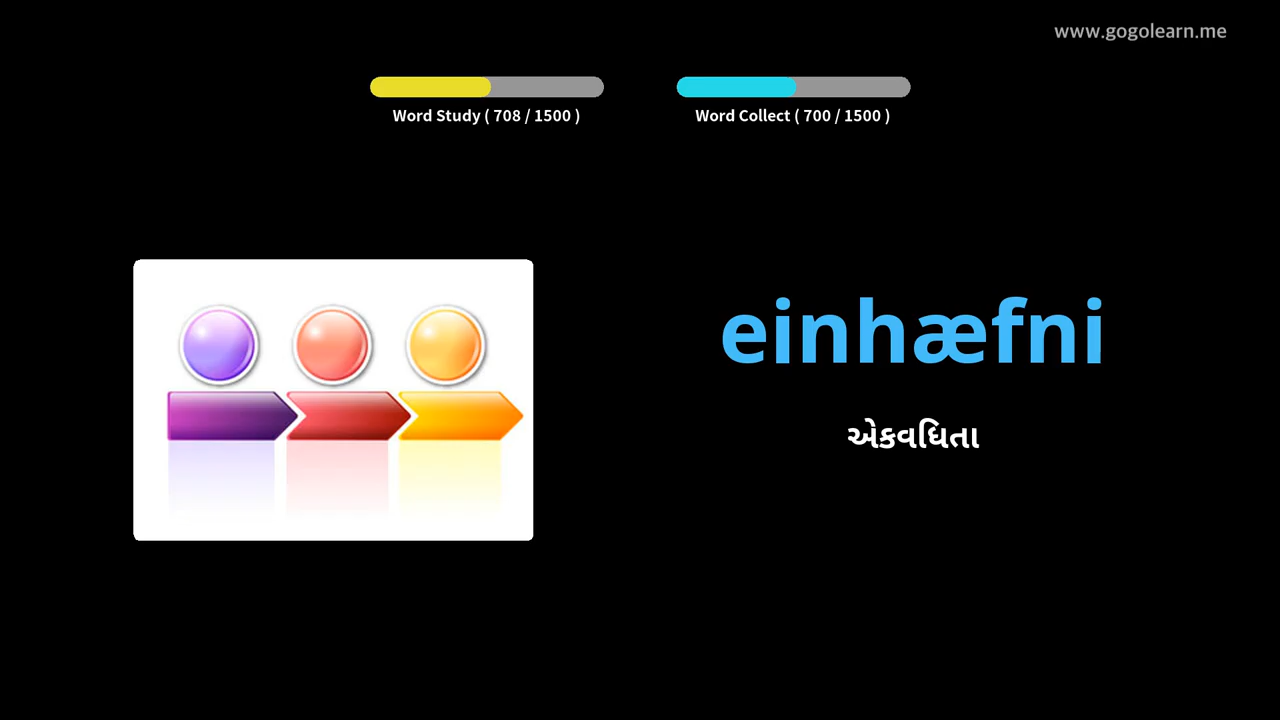 www.gogolearn.me
Word Study ( 708 / 1500 )
Word Collect ( 700 / 1500 )
einhæfni
એકવધિતા